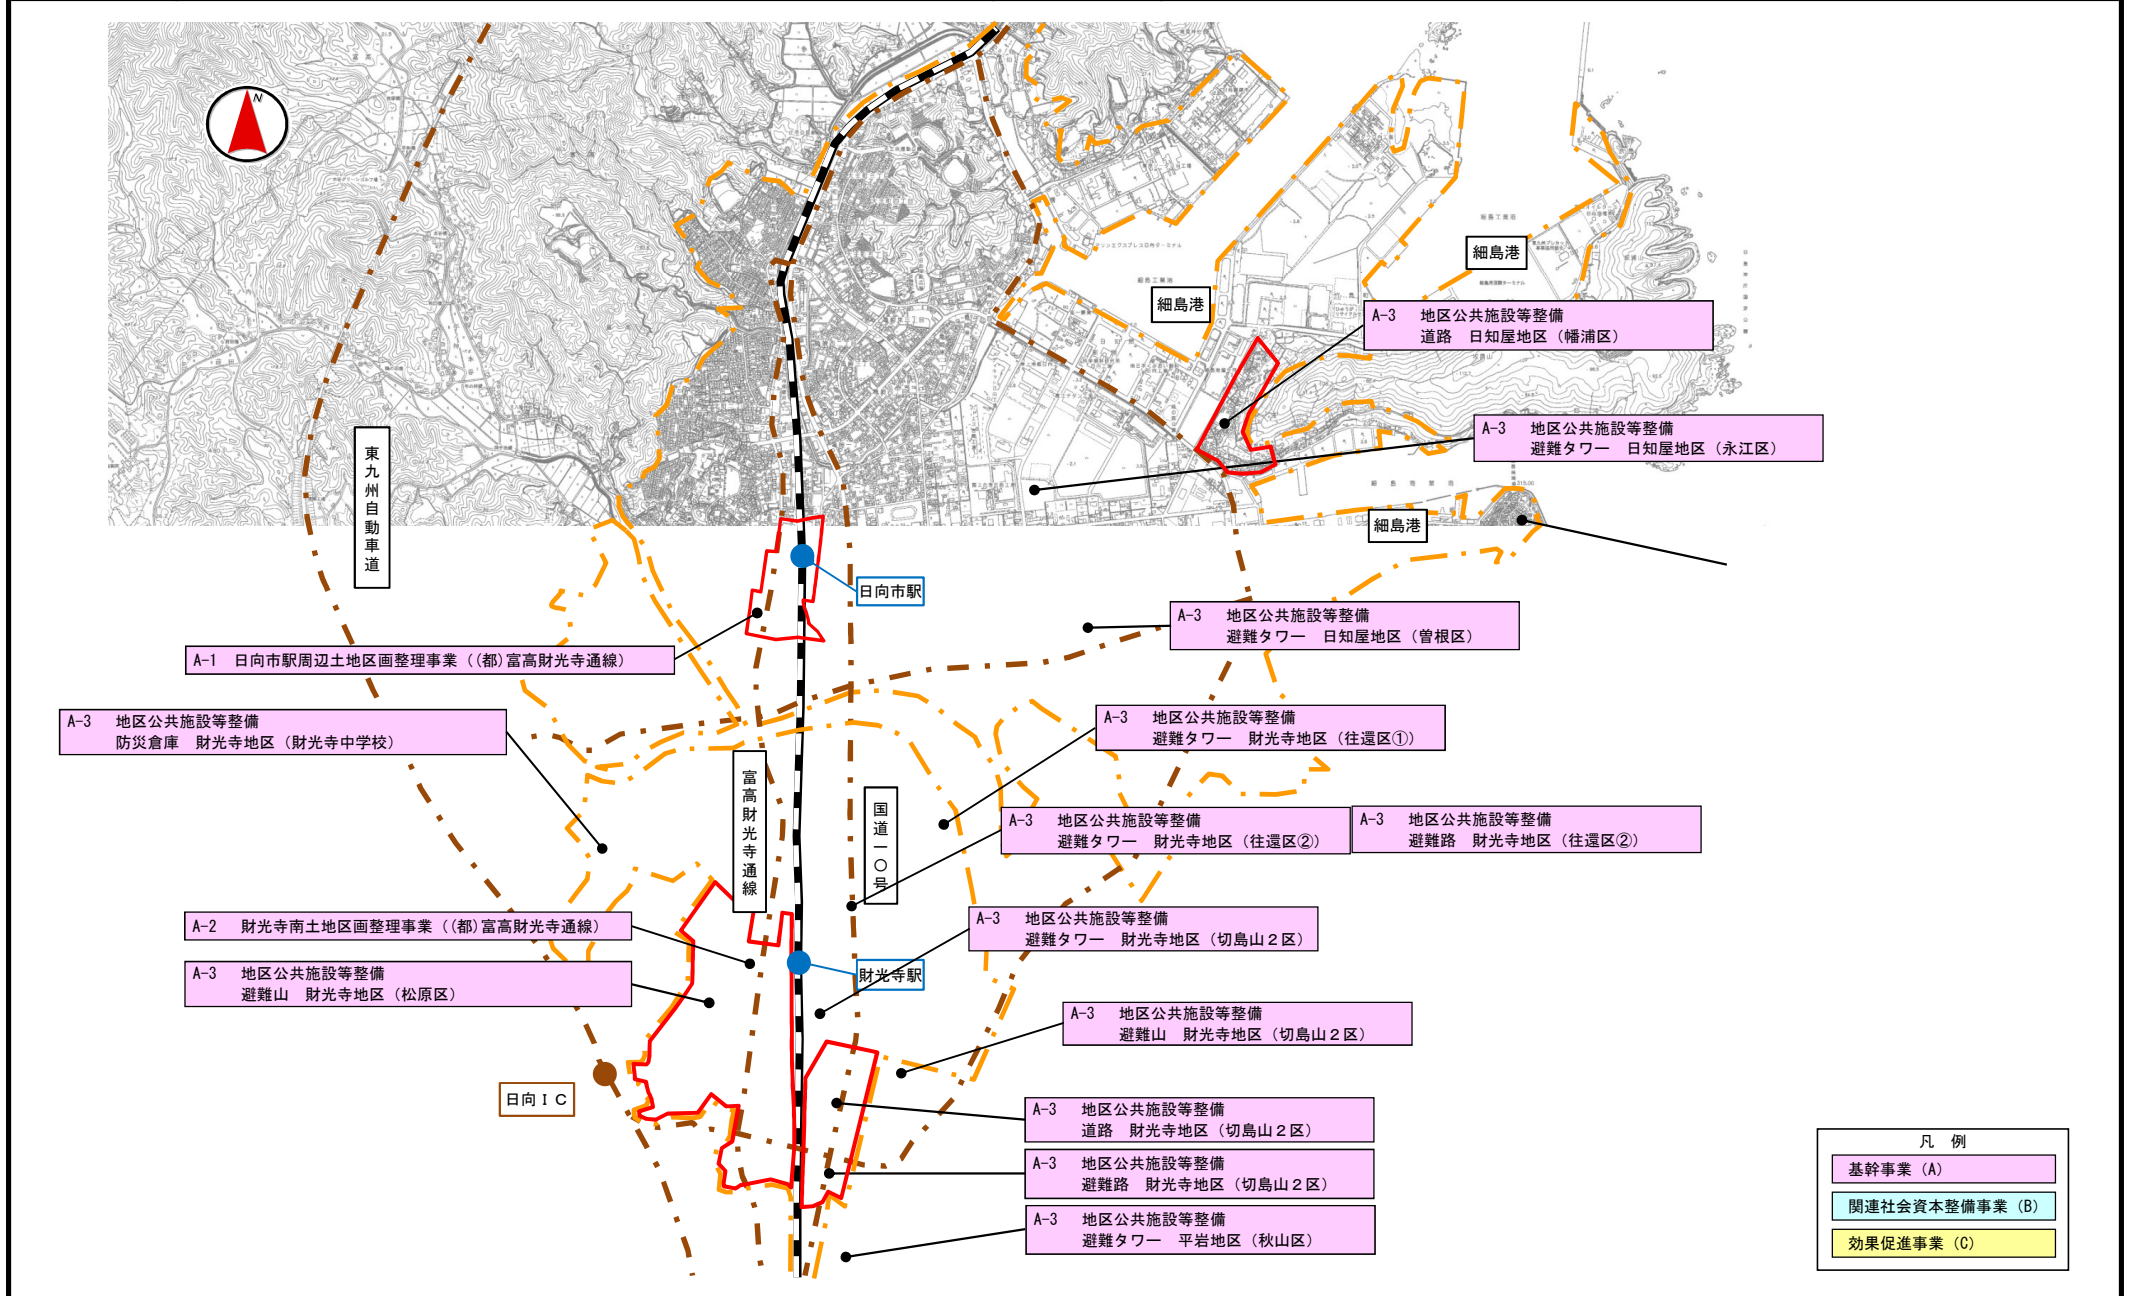 N
細島港
細島港
A-3 地区公共施設等整備
道路 日知屋地区（幡浦区）
A-3 地区公共施設等整備
避難タワー 日知屋地区（永江区）
東九州自動車道
細島港
日向市駅
A-3 地区公共施設等整備
避難タワー 日知屋地区（曽根区）
A-1 日向市駅周辺土地区画整理事業（(都)富高財光寺通線）
A-3 地区公共施設等整備
防災倉庫 財光寺地区（財光寺中学校）
A-3 地区公共施設等整備
避難タワー 財光寺地区（往還区①）
富高財光寺通線
国道一〇号
A-3 地区公共施設等整備
避難タワー 財光寺地区（往還区②）
A-3 地区公共施設等整備
避難路 財光寺地区（往還区②）
A-2 財光寺南土地区画整理事業（(都)富高財光寺通線）
A-3 地区公共施設等整備
避難タワー 財光寺地区（切島山２区）
A-3 地区公共施設等整備
避難山 財光寺地区（松原区）
財光寺駅
A-3 地区公共施設等整備
避難山 財光寺地区（切島山２区）
日向ＩＣ
A-3 地区公共施設等整備
道路 財光寺地区（切島山２区）
A-3 地区公共施設等整備
避難路 財光寺地区（切島山２区）
A-3 地区公共施設等整備
避難タワー 平岩地区（秋山区）
凡 例
基幹事業（A）
関連社会資本整備事業（B）
効果促進事業（C）